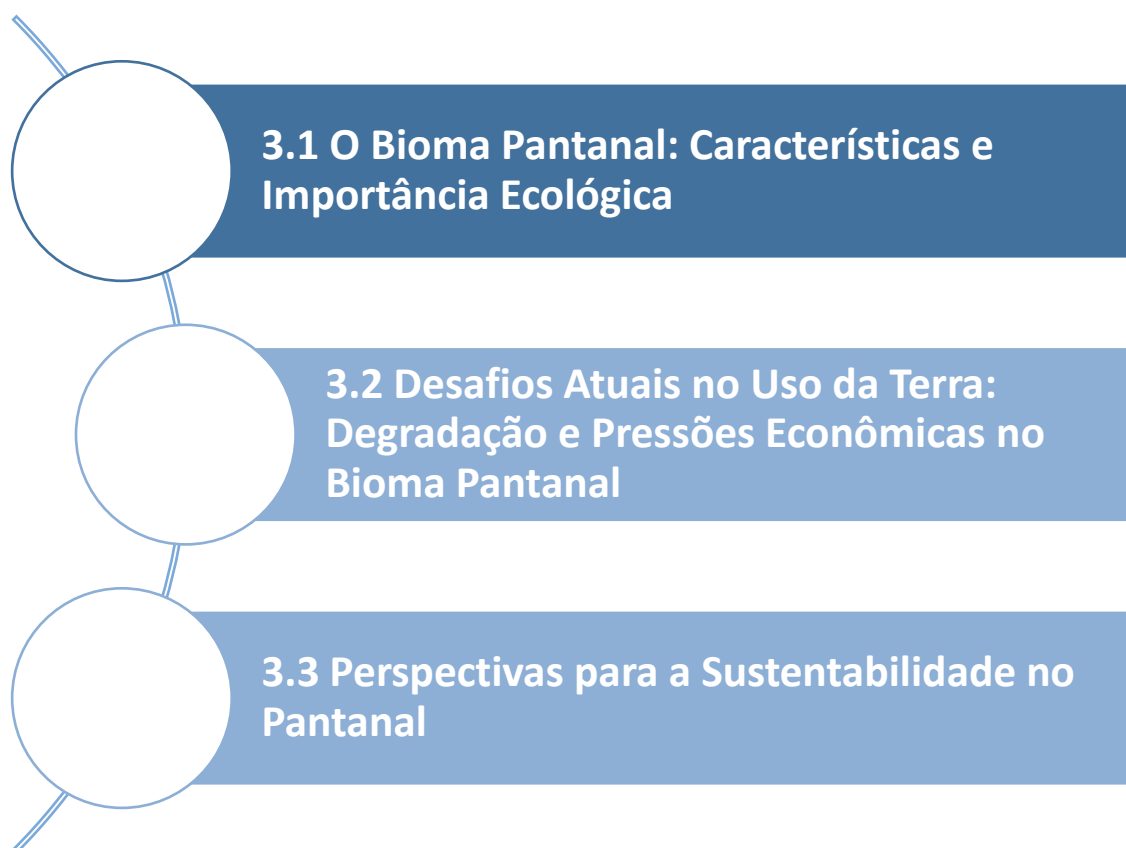 3.1 O Bioma Pantanal: Características e
Importância Ecológica
3.2 Desafios Atuais no Uso da Terra:
Degradação e Pressões Econômicas no
Bioma Pantanal
3.3 Perspectivas para a Sustentabilidade no
Pantanal